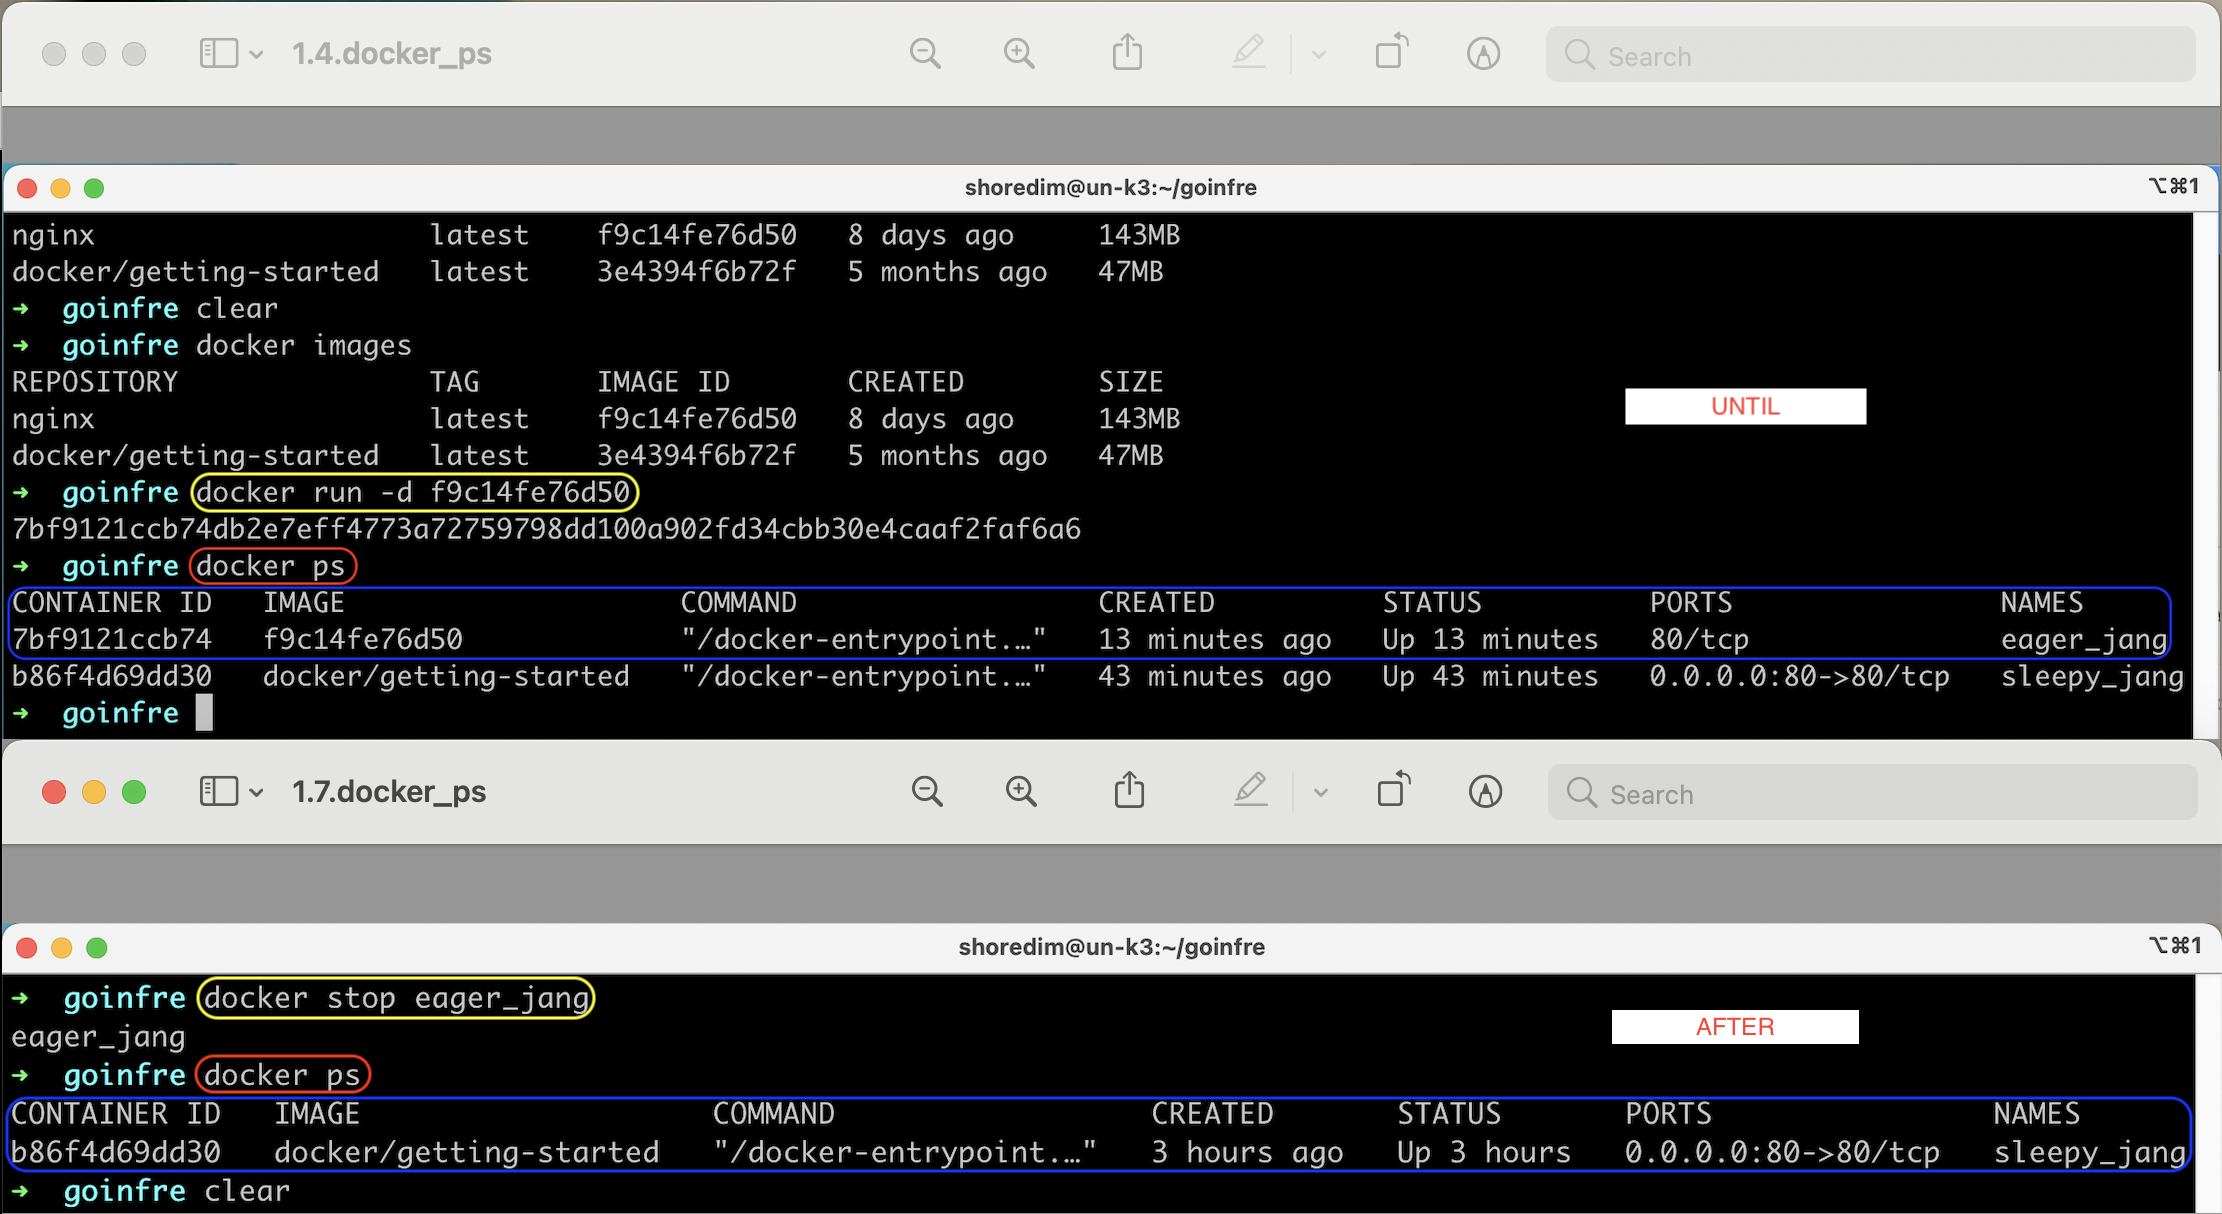 1.4.docker_ps
Search
shoredim@un-k3:~/goinfre
⌥⌘1
nginx latest f9c14fe76d50 8 days ago 143MB
docker/getting-started latest 3e4394f6b72f 5 months ago 47MB
➜ goinfre clear
➜ goinfre docker images
REPOSITORY TAG IMAGE ID CREATED SIZE
UNTIL
nginx latest f9c14fe76d50 8 days ago 143MB
docker/getting-started latest 3e4394f6b72f 5 months ago 47MB
➜ goinfre docker run -d f9c14fe76d50
7bf9121ccb74db2e7eff4773a72759798dd100a902fd34cbb30e4caaf2faf6a6
➜ goinfre docker ps
CONTAINER ID IMAGE COMMAND CREATED STATUS PORTS NAMES
7bf9121ccb74 f9c14fe76d50 "/docker-entrypoint.…" 13 minutes ago Up 13 minutes 80/tcp eager_jang
b86f4d69dd30 docker/getting-started "/docker-entrypoint.…" 43 minutes ago Up 43 minutes 0.0.0.0:80->80/tcp sleepy_jang
➜ goinfre
1.7.docker_ps
Search
shoredim@un-k3:~/goinfre
⌥⌘1
➜ goinfre docker stop eager_jang
AFTER
eager_jang
➜ goinfre docker ps
CONTAINER ID IMAGE COMMAND CREATED STATUS PORTS NAMES
b86f4d69dd30 docker/getting-started "/docker-entrypoint.…" 3 hours ago Up 3 hours 0.0.0.0:80->80/tcp sleepy_jang
➜ goinfre clear